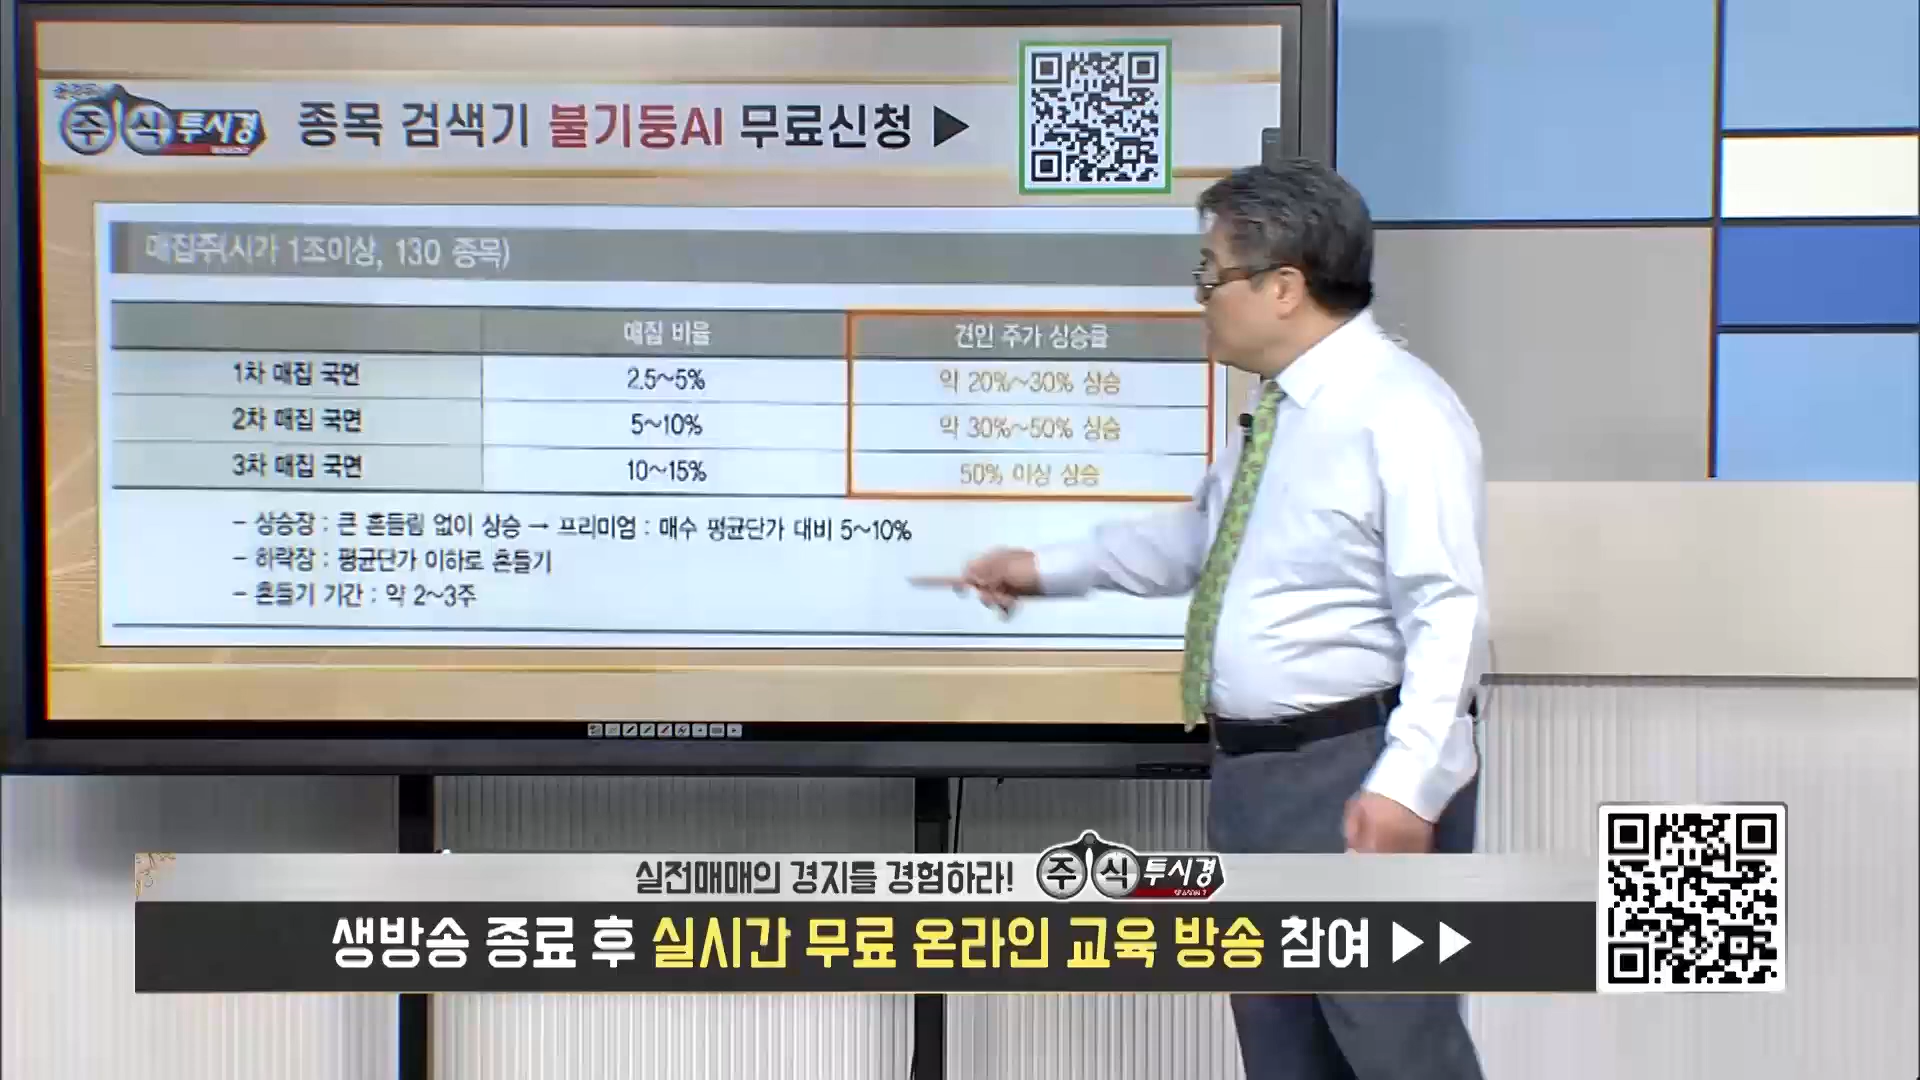 주식투시경
종목 검색기 불기둥AI 무료신청 ▶
매집주(시가 1조이상, 130 종목)
매집 비율 견인 주가 상승률
1차 매집 국면 2.5~5% 약 20%~30% 상승
2차 매집 국면 5~10% 약 30%~50% 상승
3차 매집 국면 10~15% 50% 이상 상승
- 상승장 : 큰 흔들림 없이 상승 → 프리미엄 : 매수 평균단가 대비 5~10%
- 하락장 : 평균단가 이하로 흔들기
- 흔들기 기간 : 약 2~3주
실전매매의 경지를 경험하라! 주식투시경
생방송 종료 후 실시간 무료 온라인 교육 방송 참여 ▶▶